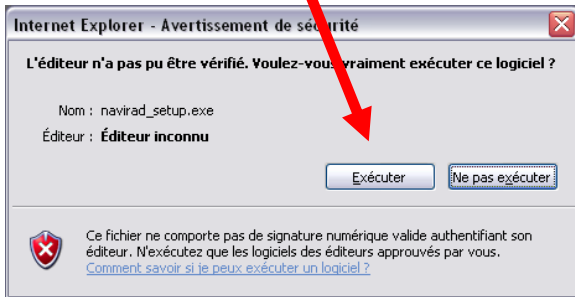 Internet Explorer - Avertissement de sécurité
L'éditeur n'a pas pu être vérifié. Voulez-vous vraiment exécuter ce logiciel ?
Nom : navirad_setup.exe
Éditeur : Éditeur inconnu
Exécuter Ne pas exécuter
Ce fichier ne comporte pas de signature numérique valide authentifiant son
éditeur. N'exécutez que les logiciels des éditeurs approuvés par vous.
Comment savoir si je peux exécuter un logiciel ?